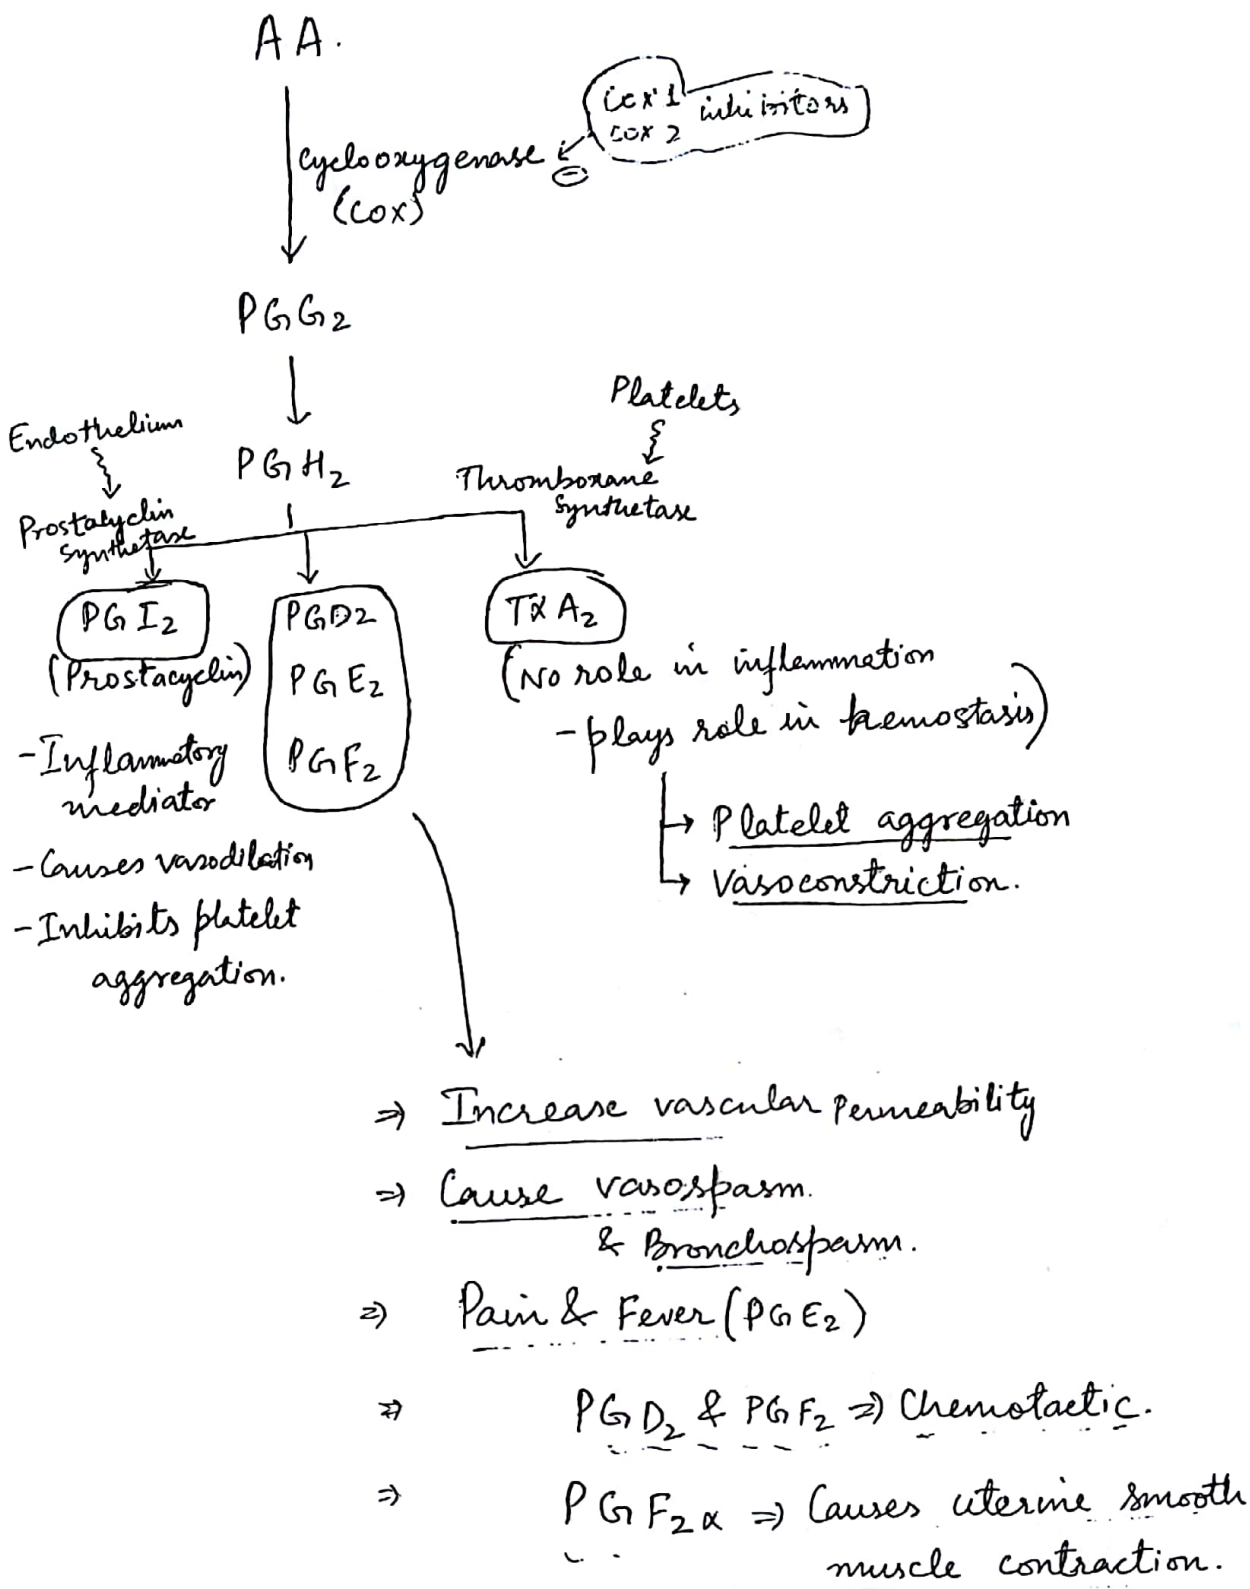 AA.
Cox 1
cox 2 inhibitors
cyclooxygenase
(cox)
⊖
PGG2
Platelets
Endothelium
PGH2
Thromboxane
Synthetase
Prostacyclin
Synthetase
PGI2
(Prostacyclin)
- Inflammatory
mediator
- Causes vasodilation
- Inhibits platelet
aggregation.
PGD2
PGE2
PGF2
TXA2
(No role in inflammation
- plays role in hemostasis)
→ Platelet aggregation
→ Vasoconstriction.
⇒ Increase vascular permeability
⇒ Cause vasospasm.
& Bronchospasm.
⇒ Pain & Fever (PGE2)
⇒ PGD2 & PGF2 ⇒ Chemotactic.
⇒ PGF2α ⇒ Causes uterine smooth
muscle contraction.